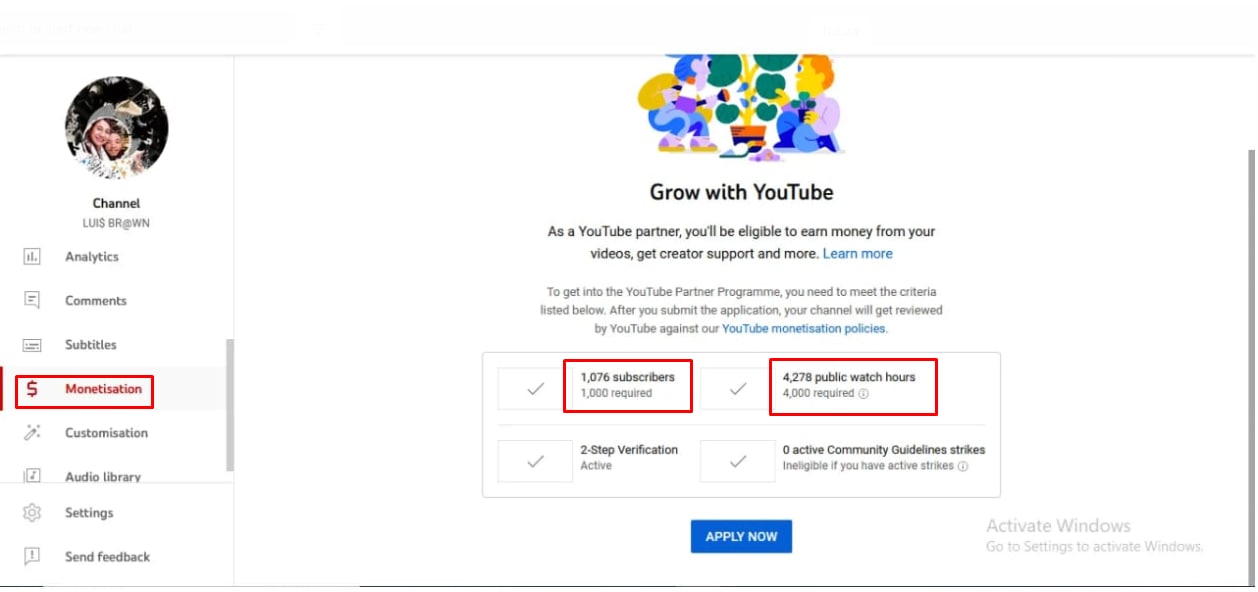 Channel
LUI$ BR@WN
Analytics
Comments
Subtitles
Monetisation
Customisation
Audio library
Settings
Send feedback
Grow with YouTube
As a YouTube partner, you'll be eligible to earn money from your
videos, get creator support and more. Learn more
To get into the YouTube Partner Programme, you need to meet the criteria
listed below. After you submit the application, your channel will get reviewed
by YouTube against our YouTube monetisation policies.
1,076 subscribers
1,000 required
4,278 public watch hours
4,000 required
2-Step Verification
Active
0 active Community Guidelines strikes
Ineligible if you have active strikes
APPLY NOW
Activate Windows
Go to Settings to activate Windows.